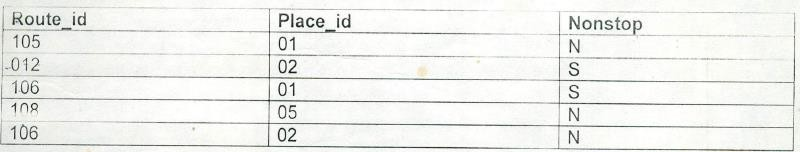 Route_id Place_id Nonstop
105 01 N
012 02 S
106 01 S
108 05 N
106 02 N